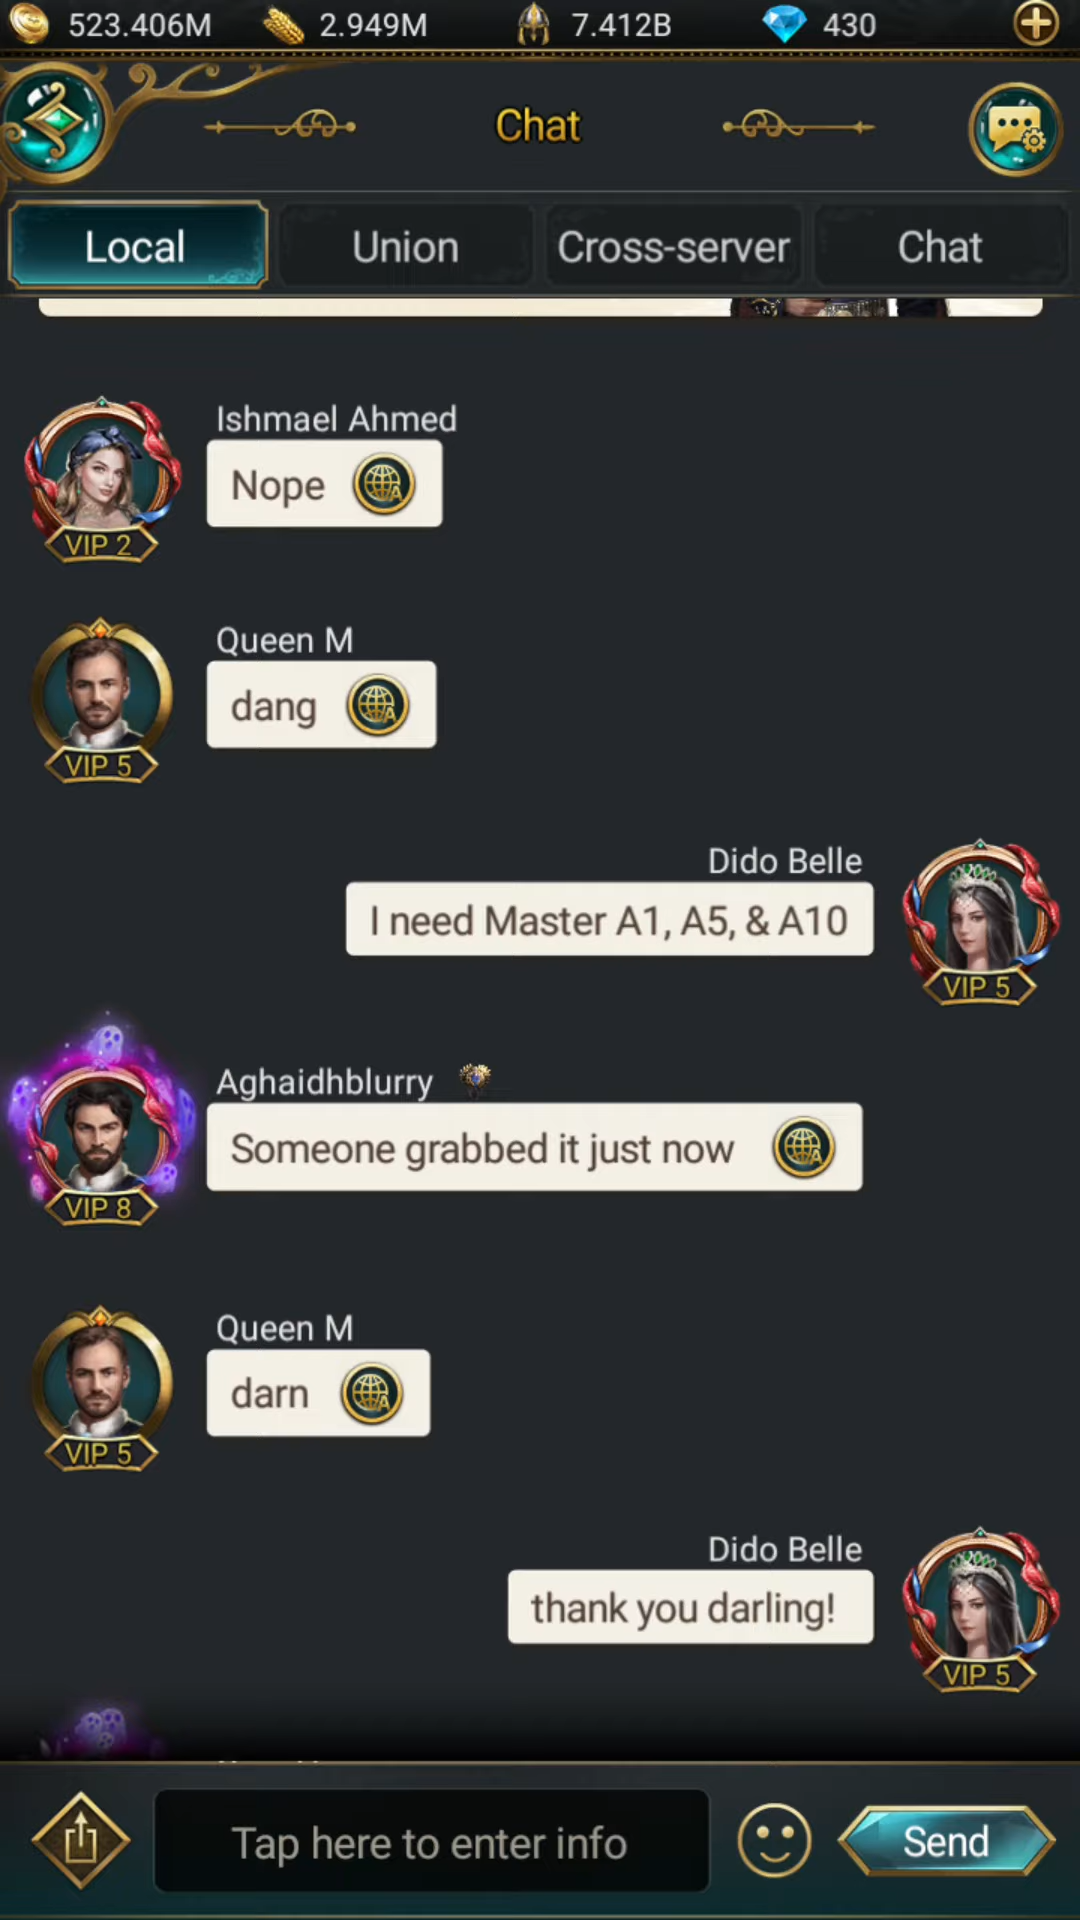 523.406M 2.949M 7.412B 430
Chat
Local Union Cross-server Chat
Ishmael Ahmed
Nope
VIP 2
Queen M
dang
VIP 5
Dido Belle
I need Master A1, A5, & A10
VIP 5
Aghaidhblurry
Someone grabbed it just now
VIP 8
Queen M
darn
VIP 5
Dido Belle
thank you darling!
VIP 5
Tap here to enter info
Send